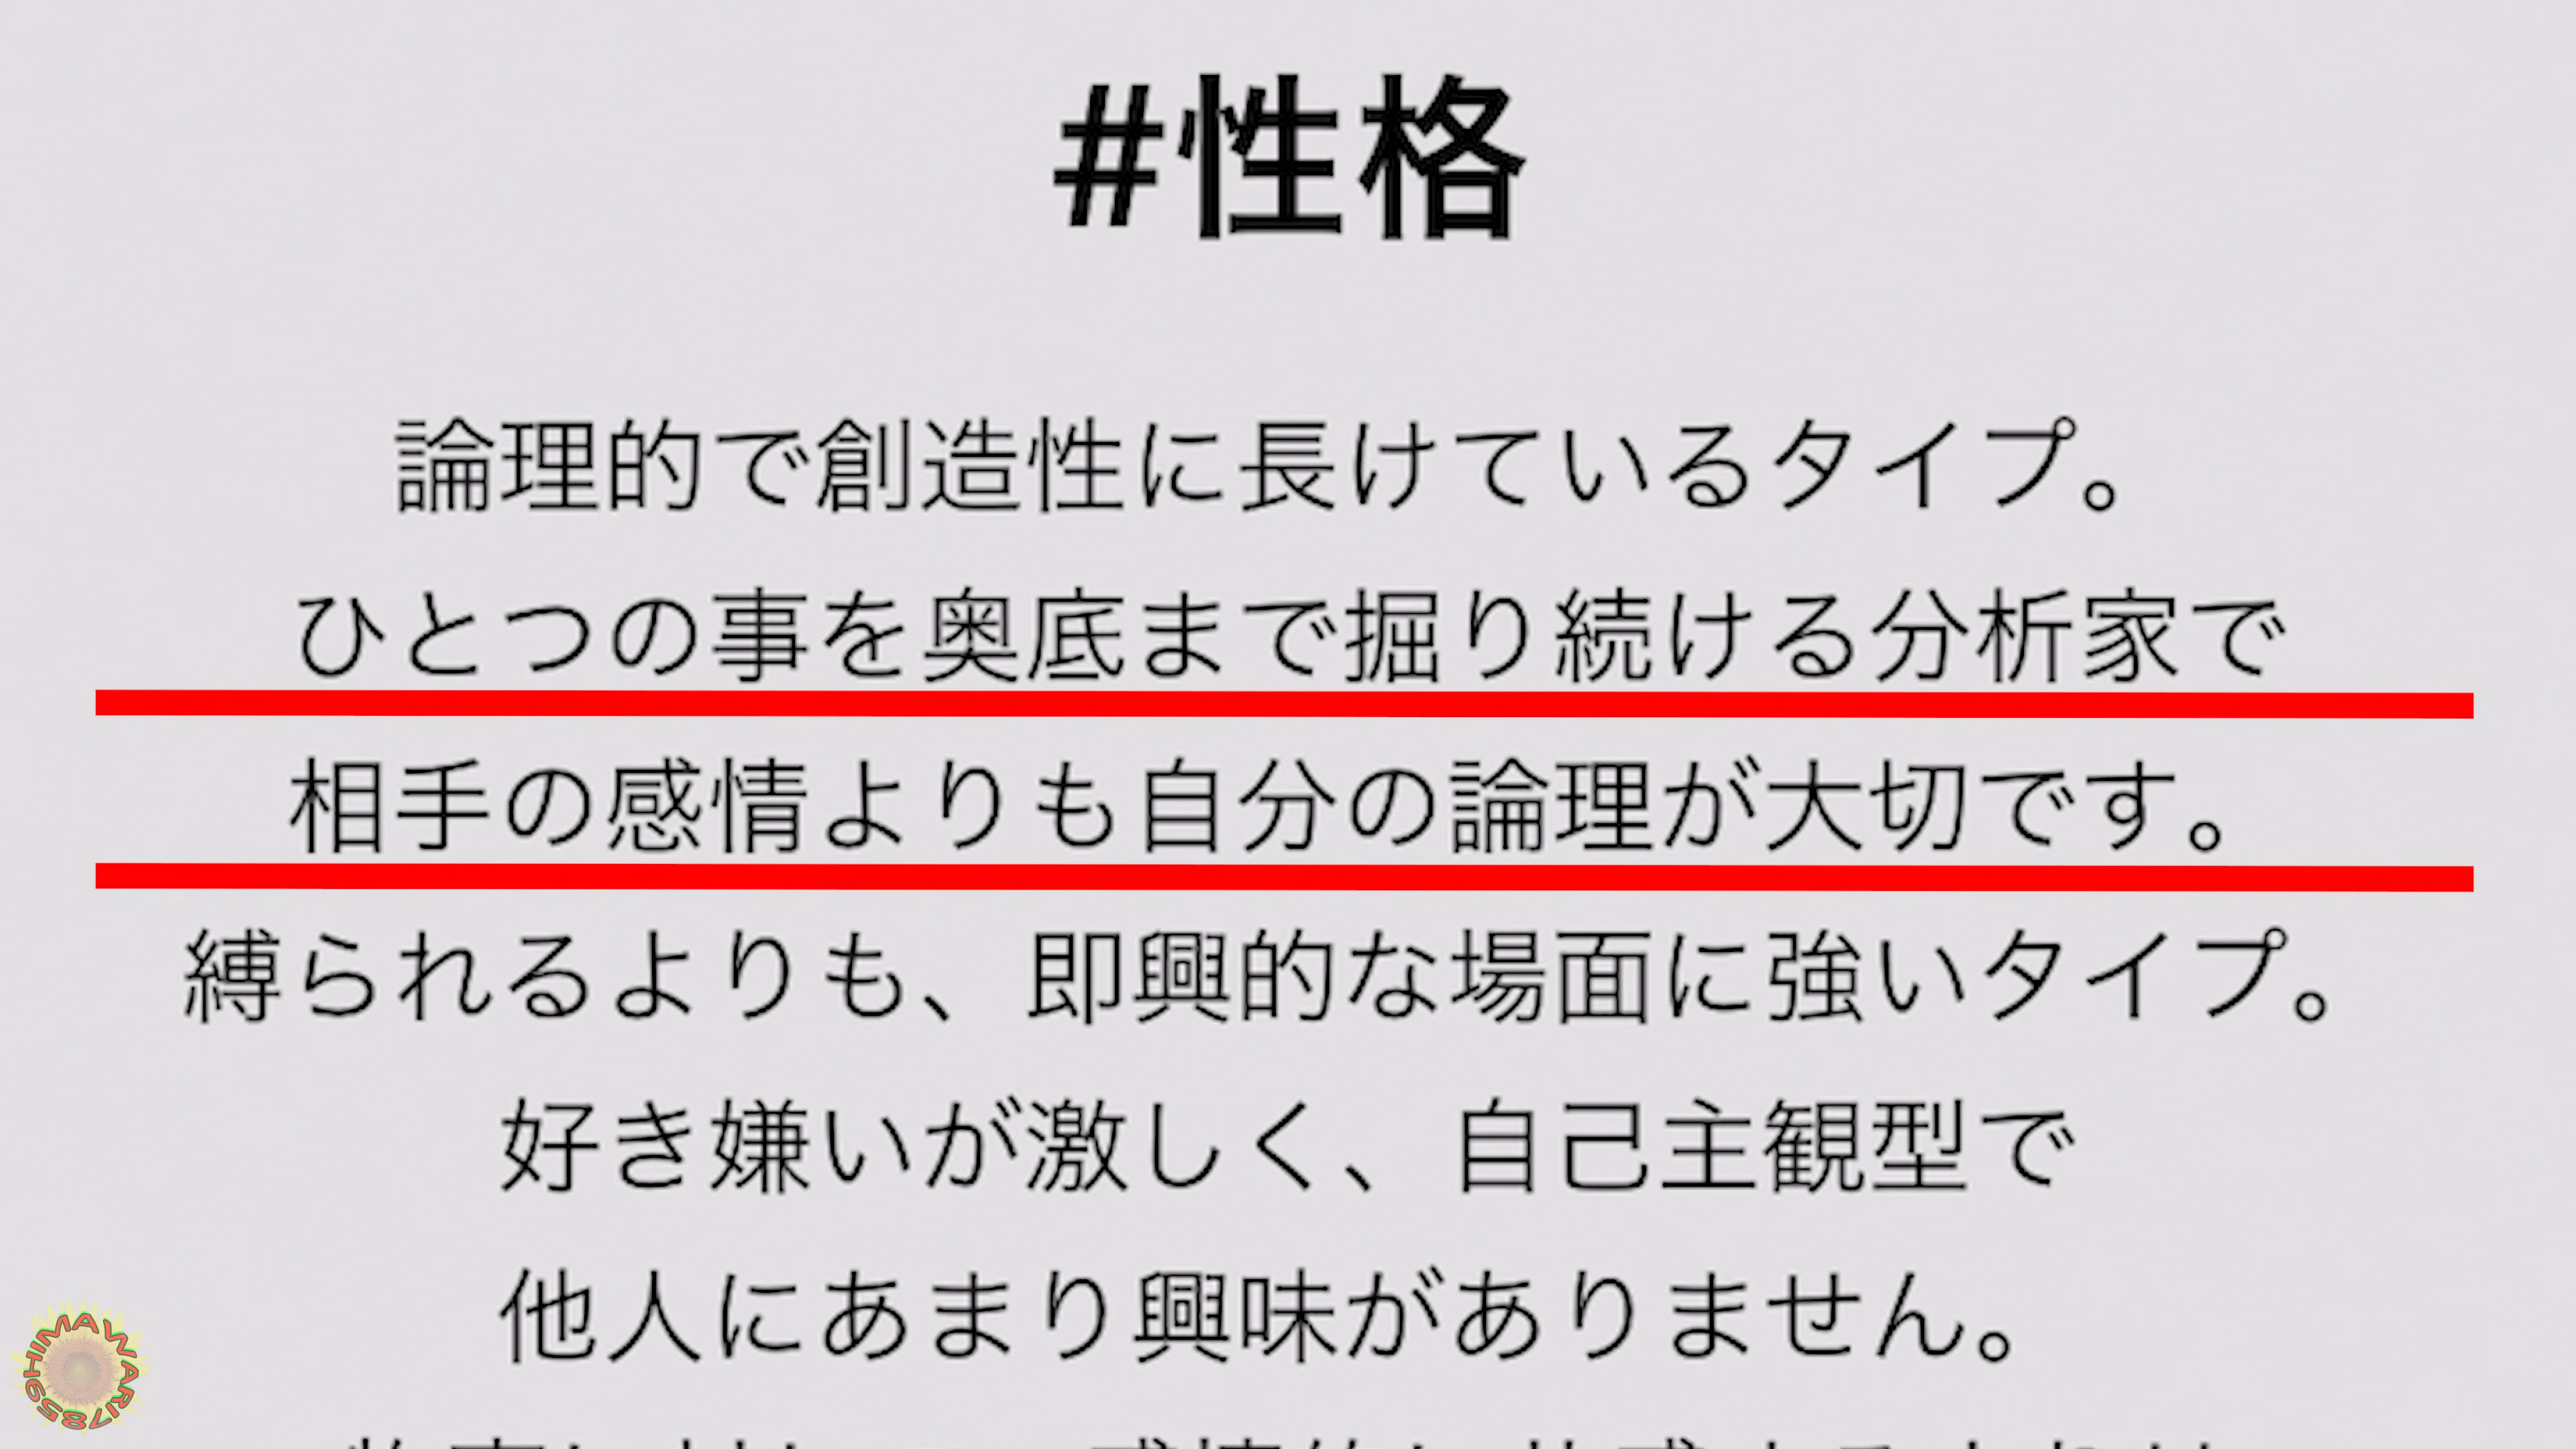 #性格
論理的で創造性に長けているタイプ。
ひとつの事を奥底まで掘り続ける分析家で
相手の感情よりも自分の論理が大切です。
縛られるよりも、即興的な場面に強いタイプ。
好き嫌いが激しく、自己主観型で
他人にあまり興味がありません。
HIMAWARI7859